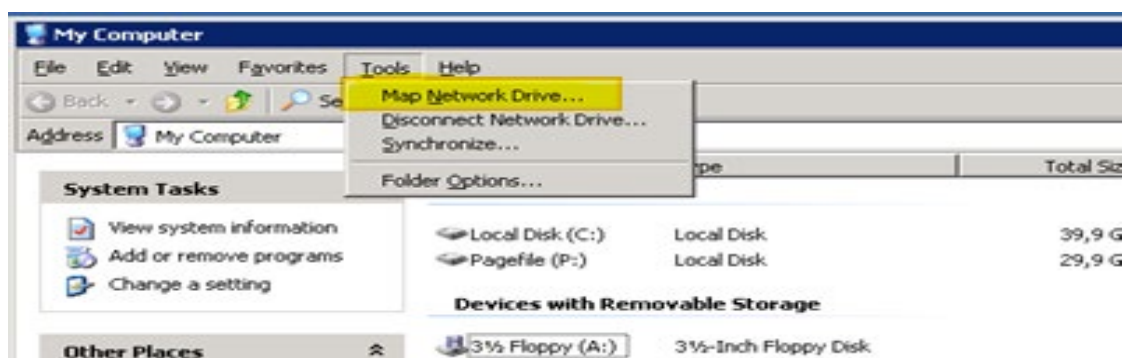 My Computer
File Edit View Favorites Tools Help
Back Se
Map Network Drive...
Disconnect Network Drive...
Synchronize...
Folder Options...
Address My Computer
Total Siz
System Tasks
View system information
Add or remove programs
Change a setting
Local Disk (C:) Local Disk 39,9 G
Pagefile (P:) Local Disk 29,9 G
Devices with Removable Storage
3½ Floppy (A:) 3½-Inch Floppy Disk
Other Places